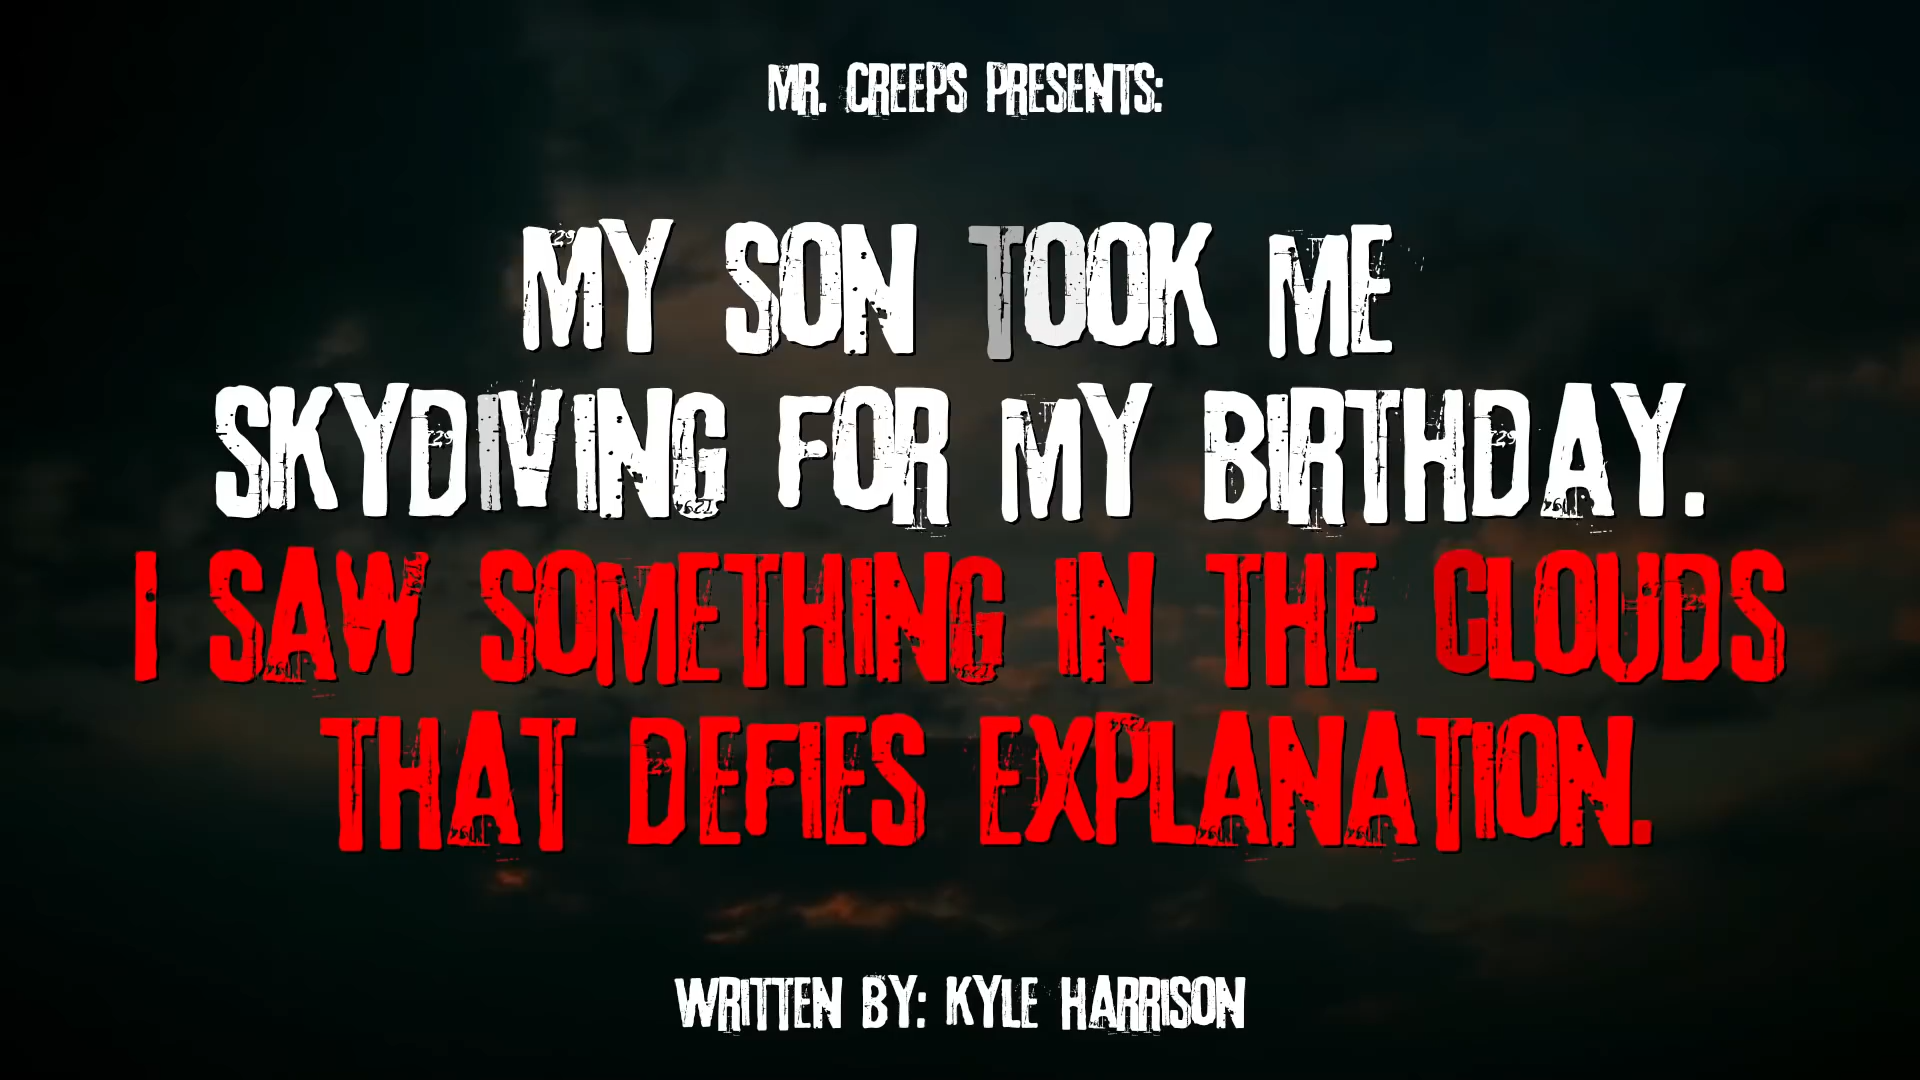 MR. CREEPS PRESENTS:
MY SON TOOK ME
SKYDIVING FOR MY BIRTHDAY.
I SAW SOMETHING IN THE CLOUDS
THAT DEFIES EXPLANATION.
WRITTEN BY: KYLE HARRISON